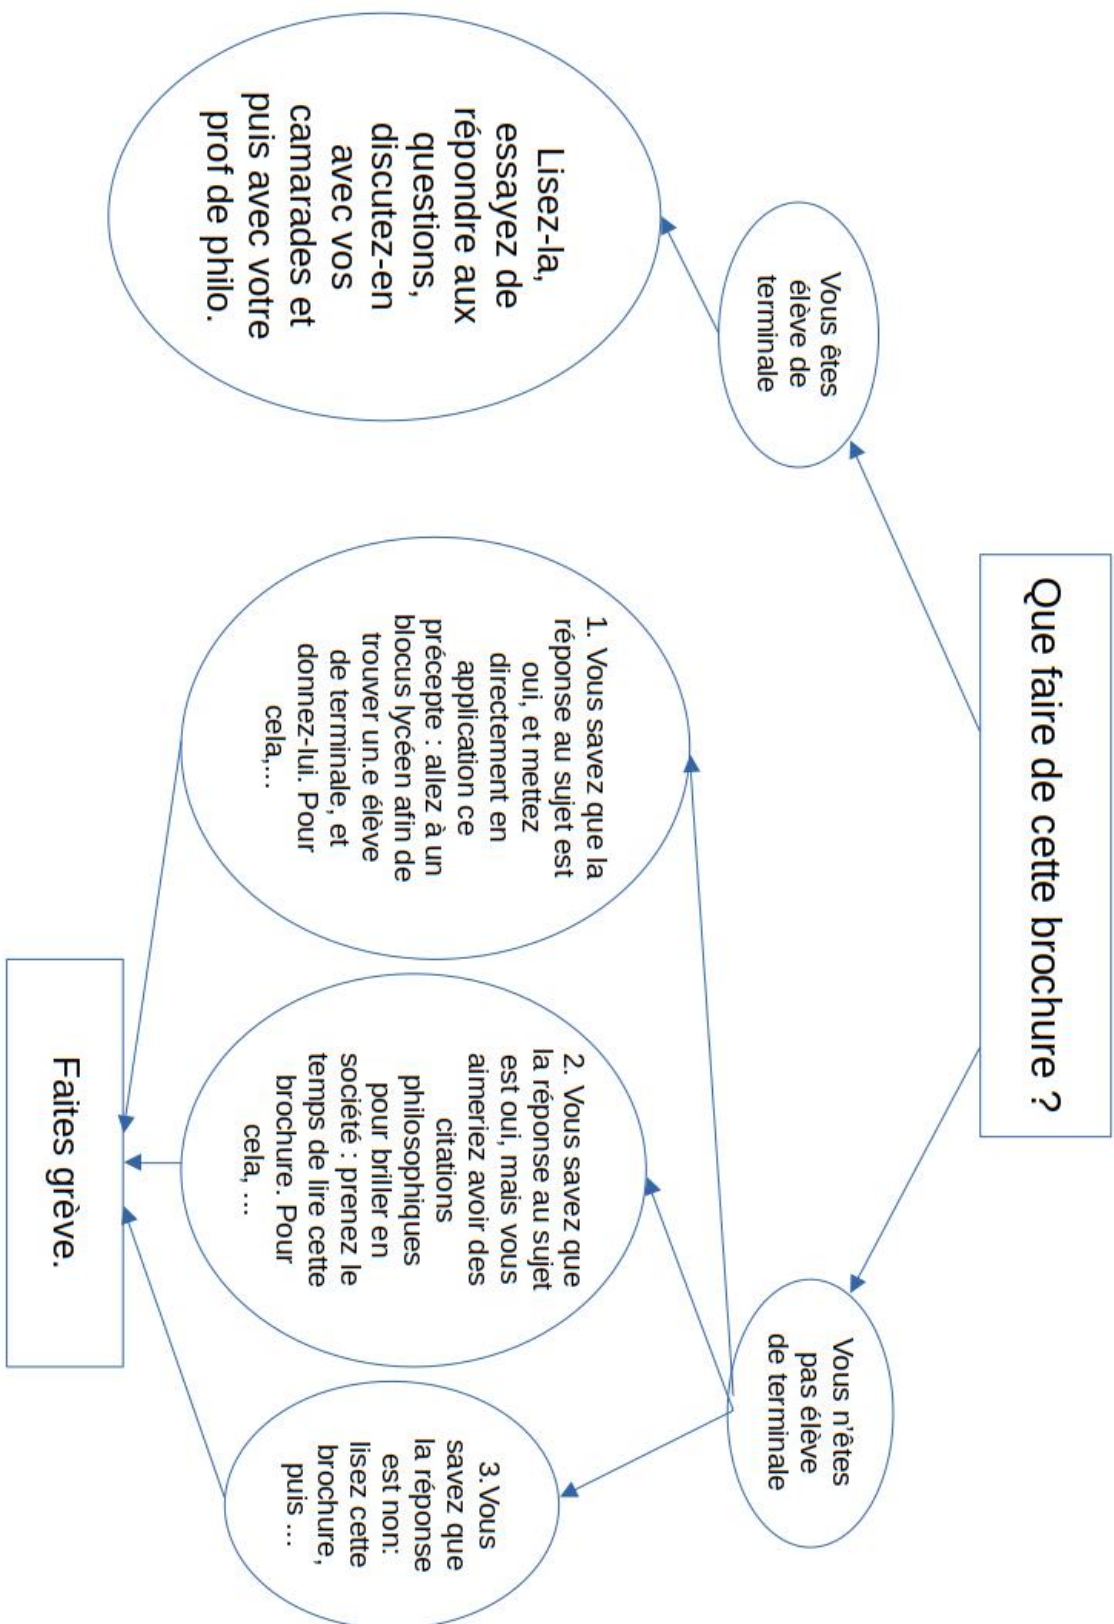 Que faire de cette brochure ?
Vous êtes
élève de
terminale
Vous n'êtes
pas élève
de terminale
Lisez-la,
essayez de
répondre aux
questions,
discutez-en
avec vos
camarades et
puis avec votre
prof de philo.
1. Vous savez que la
réponse au sujet est
oui, et mettez
directement en
application ce
précepte : allez à un
blocus lycéen afin de
trouver un.e élève
de terminale, et
donnez-lui. Pour
cela,...
2. Vous savez que
la réponse au sujet
est oui, mais vous
aimeriez avoir des
citations
philosophiques
pour briller en
société : prenez le
temps de lire cette
brochure. Pour
cela, ...
3.Vous
savez que
la réponse
est non:
lisez cette
brochure,
puis ...
Faites grève.